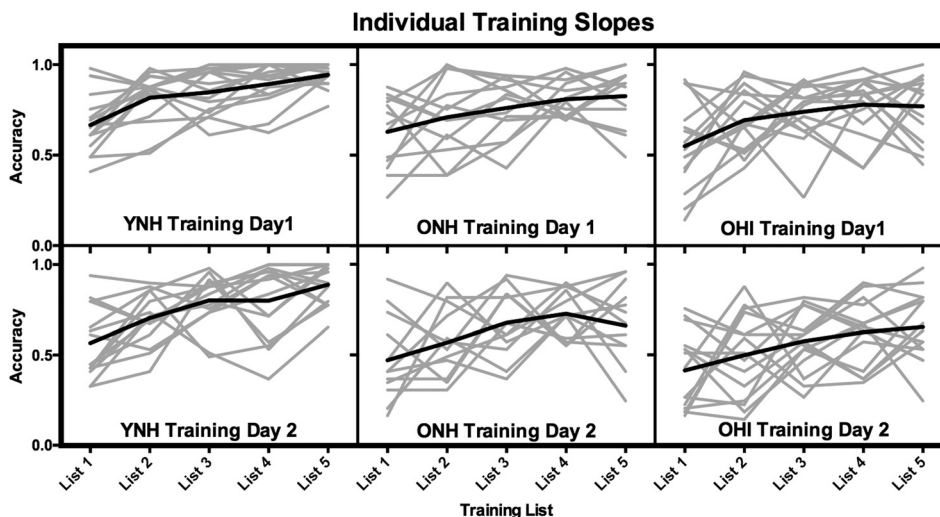 Individual Training Slopes
Accuracy
1.0
0.5
0.0
YNH Training Day1
ONH Training Day 1
OHI Training Day1
Accuracy
1.0
0.5
0.0
YNH Training Day 2
ONH Training Day 2
OHI Training Day 2
List 1 List 2 List 3 List 4 List 5
List 1 List 2 List 3 List 4 List 5
List 1 List 2 List 3 List 4 List 5
Training List